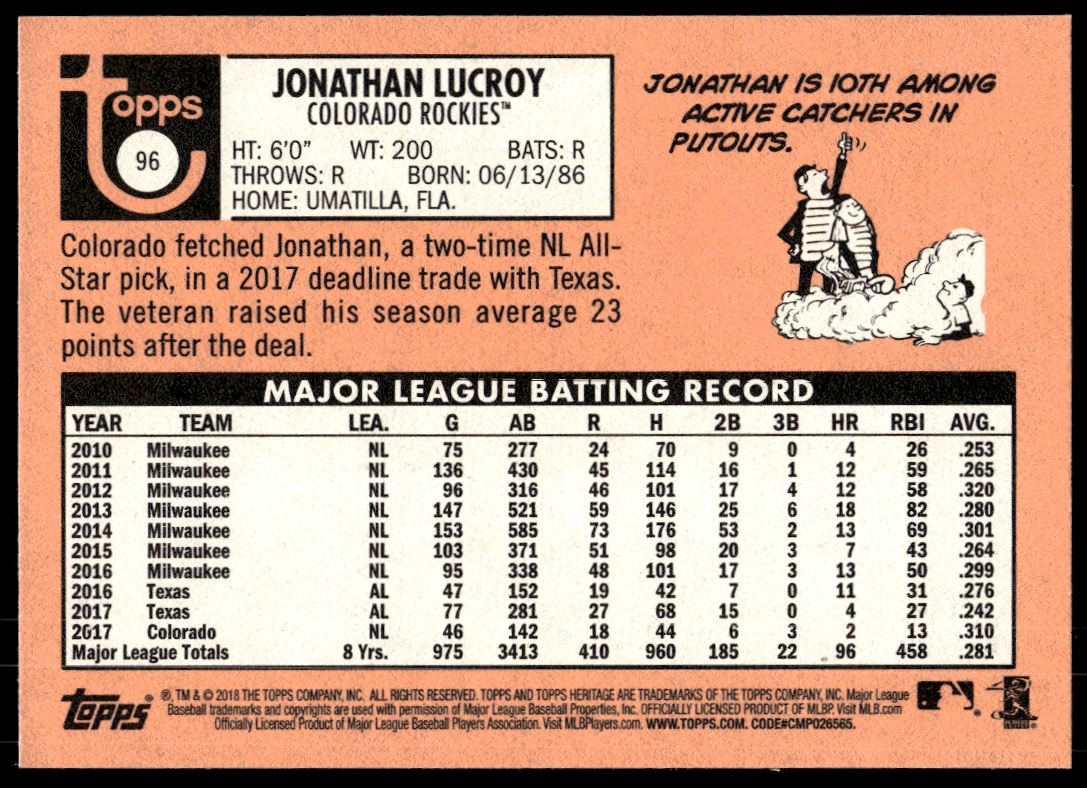 topps
96
JONATHAN LUCROY
COLORADO ROCKIES™
HT: 6'0" WT: 200 BATS: R
THROWS: R BORN: 06/13/86
HOME: UMATILLA, FLA.
JONATHAN IS 10TH AMONG
ACTIVE CATCHERS IN
PUTOUTS.
Colorado fetched Jonathan, a two-time NL All-
Star pick, in a 2017 deadline trade with Texas.
The veteran raised his season average 23
points after the deal.
MAJOR LEAGUE BATTING RECORD
YEAR TEAM LEA. G AB R H 2B 3B HR RBI AVG.
2010 Milwaukee NL 75 277 24 70 9 0 4 26 .253
2011 Milwaukee NL 136 430 45 114 16 1 12 59 .265
2012 Milwaukee NL 96 316 46 101 17 4 12 58 .320
2013 Milwaukee NL 147 521 59 146 25 6 18 82 .280
2014 Milwaukee NL 153 585 73 176 53 2 13 69 .301
2015 Milwaukee NL 103 371 51 98 20 3 7 43 .264
2016 Milwaukee NL 95 338 48 101 17 3 13 50 .299
2016 Texas AL 47 152 19 42 7 0 11 31 .276
2017 Texas AL 77 281 27 68 15 0 4 27 .242
2017 Colorado NL 46 142 18 44 6 3 2 13 .310
Major League Totals 8 Yrs. 975 3413 410 960 185 22 96 458 .281
TOPPS® ®, TM & © 2018 THE TOPPS COMPANY, INC. ALL RIGHTS RESERVED. TOPPS AND TOPPS HERITAGE ARE TRADEMARKS OF THE TOPPS COMPANY, INC. Major League
Baseball trademarks and copyrights are used with permission of Major League Baseball Properties, Inc. OFFICIALLY LICENSED PRODUCT OF MLBP. Visit MLB.com
Officially Licensed Product of Major League Baseball Players Association. Visit MLBPlayers.com. WWW.TOPPS.COM. CODE#CMP026565.